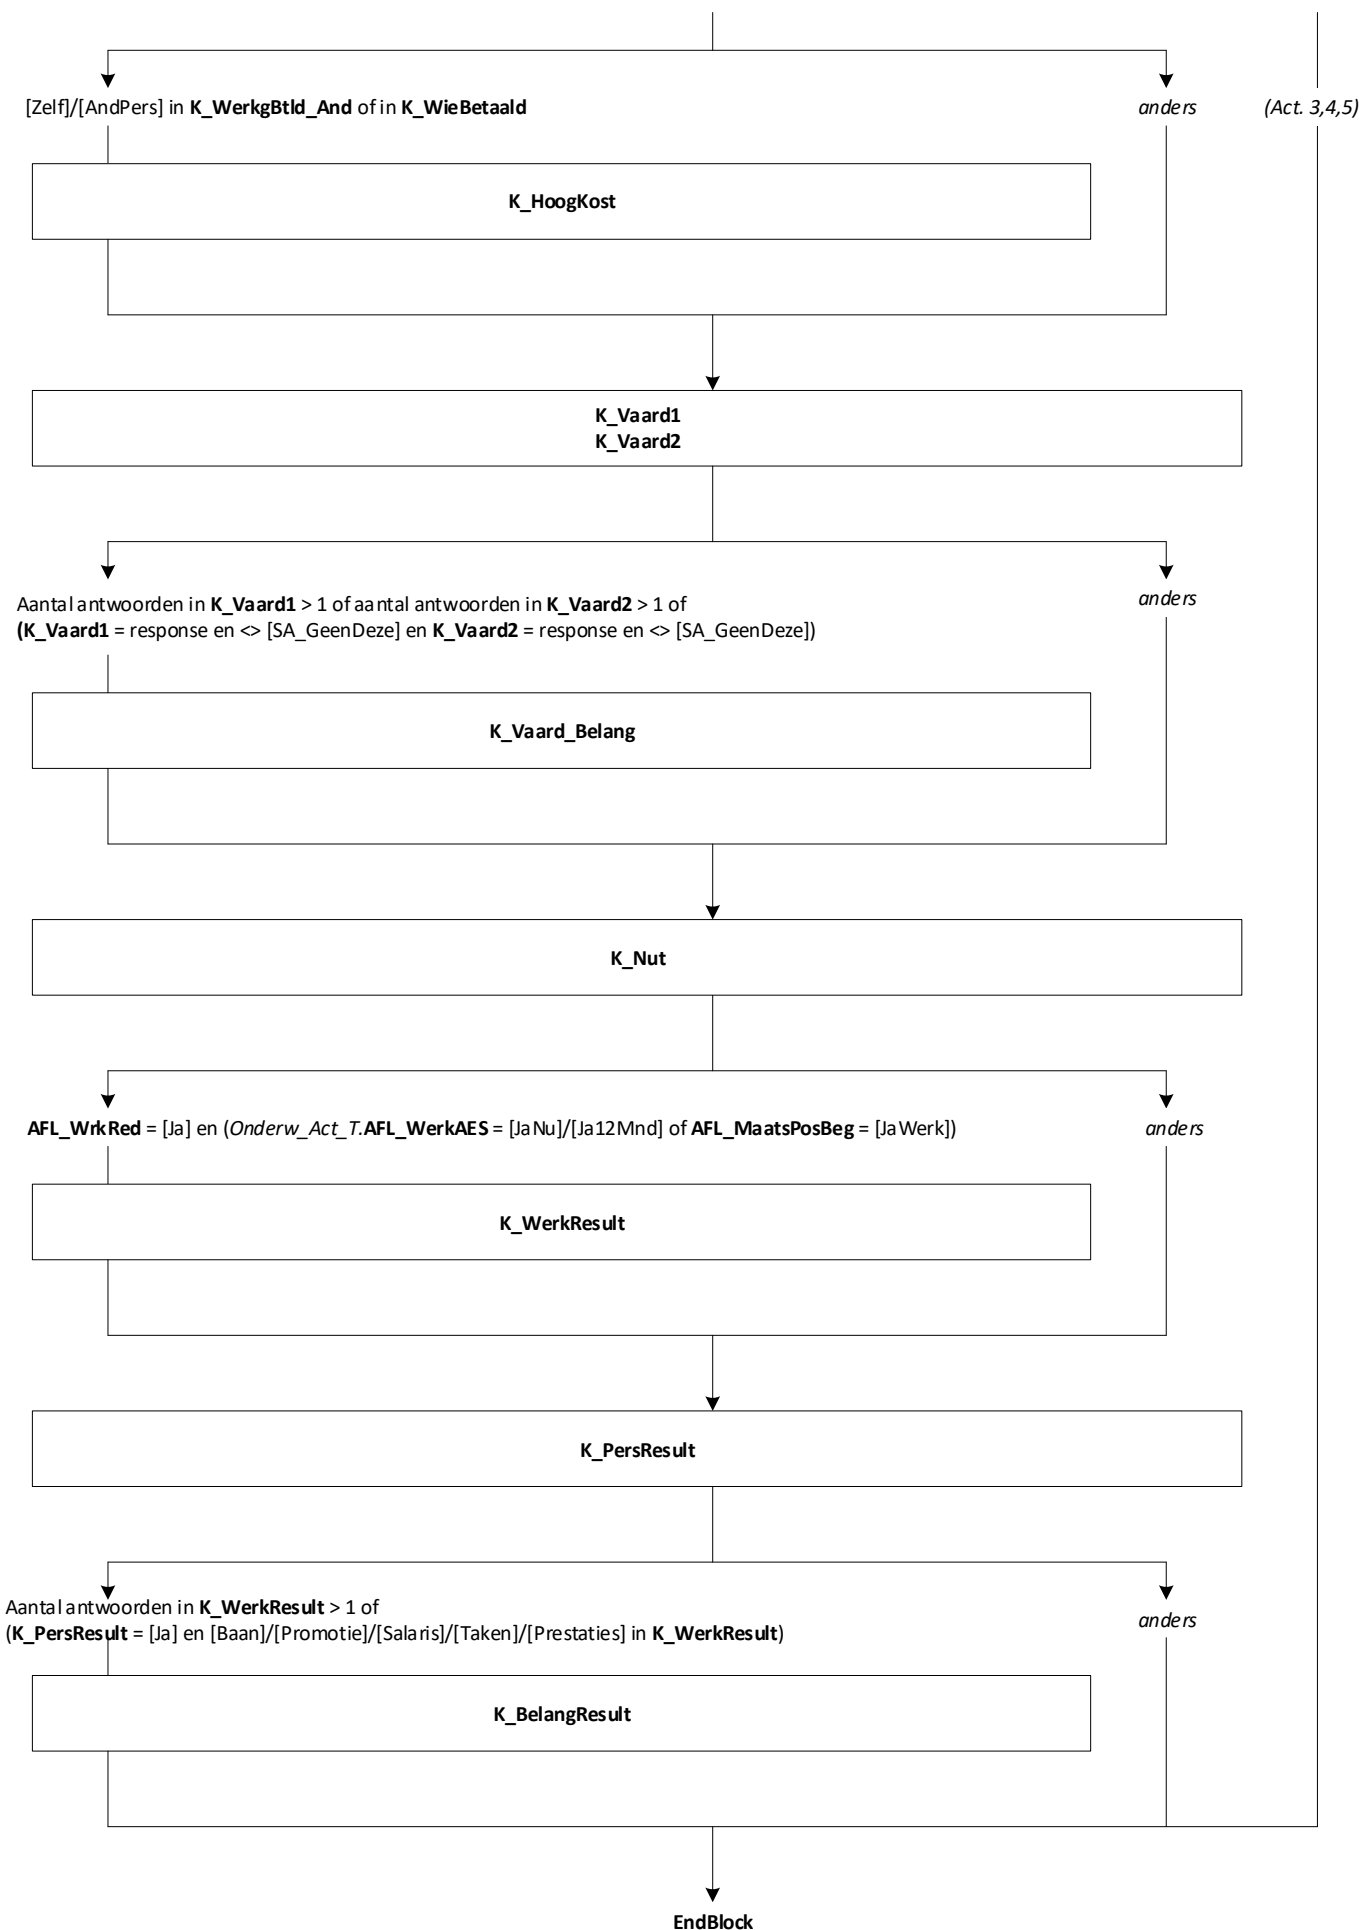 [Zelf]/[AndPers] in K_WerkgBtld_And of in K_WieBetaald
anders
(Act. 3,4,5)
K_HoogKost
K_Vaard1
K_Vaard2
Aantal antwoorden in K_Vaard1 > 1 of aantal antwoorden in K_Vaard2 > 1 of
(K_Vaard1 = response en <> [SA_GeenDeze] en K_Vaard2 = response en <> [SA_GeenDeze])
anders
K_Vaard_Belang
K_Nut
AFL_WrkRed = [Ja] en (Onderw_Act_T.AFL_WerkAES = [JaNu]/[Ja12Mnd] of AFL_MaatsPosBeg = [JaWerk])
anders
K_WerkResult
K_PersResult
Aantal antwoorden in K_WerkResult > 1 of
(K_PersResult = [Ja] en [Baan]/[Promotie]/[Salaris]/[Taken]/[Prestaties] in K_WerkResult)
anders
K_BelangResult
EndBlock